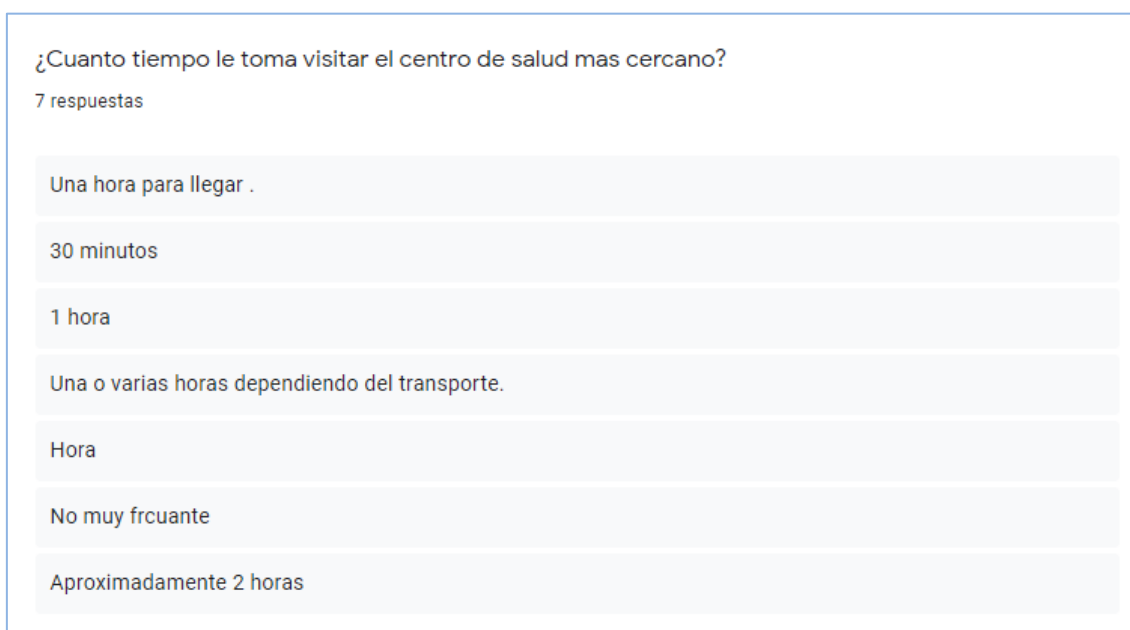 ¿Cuanto tiempo le toma visitar el centro de salud mas cercano?
7 respuestas
Una hora para llegar .
30 minutos
1 hora
Una o varias horas dependiendo del transporte.
Hora
No muy frcuante
Aproximadamente 2 horas